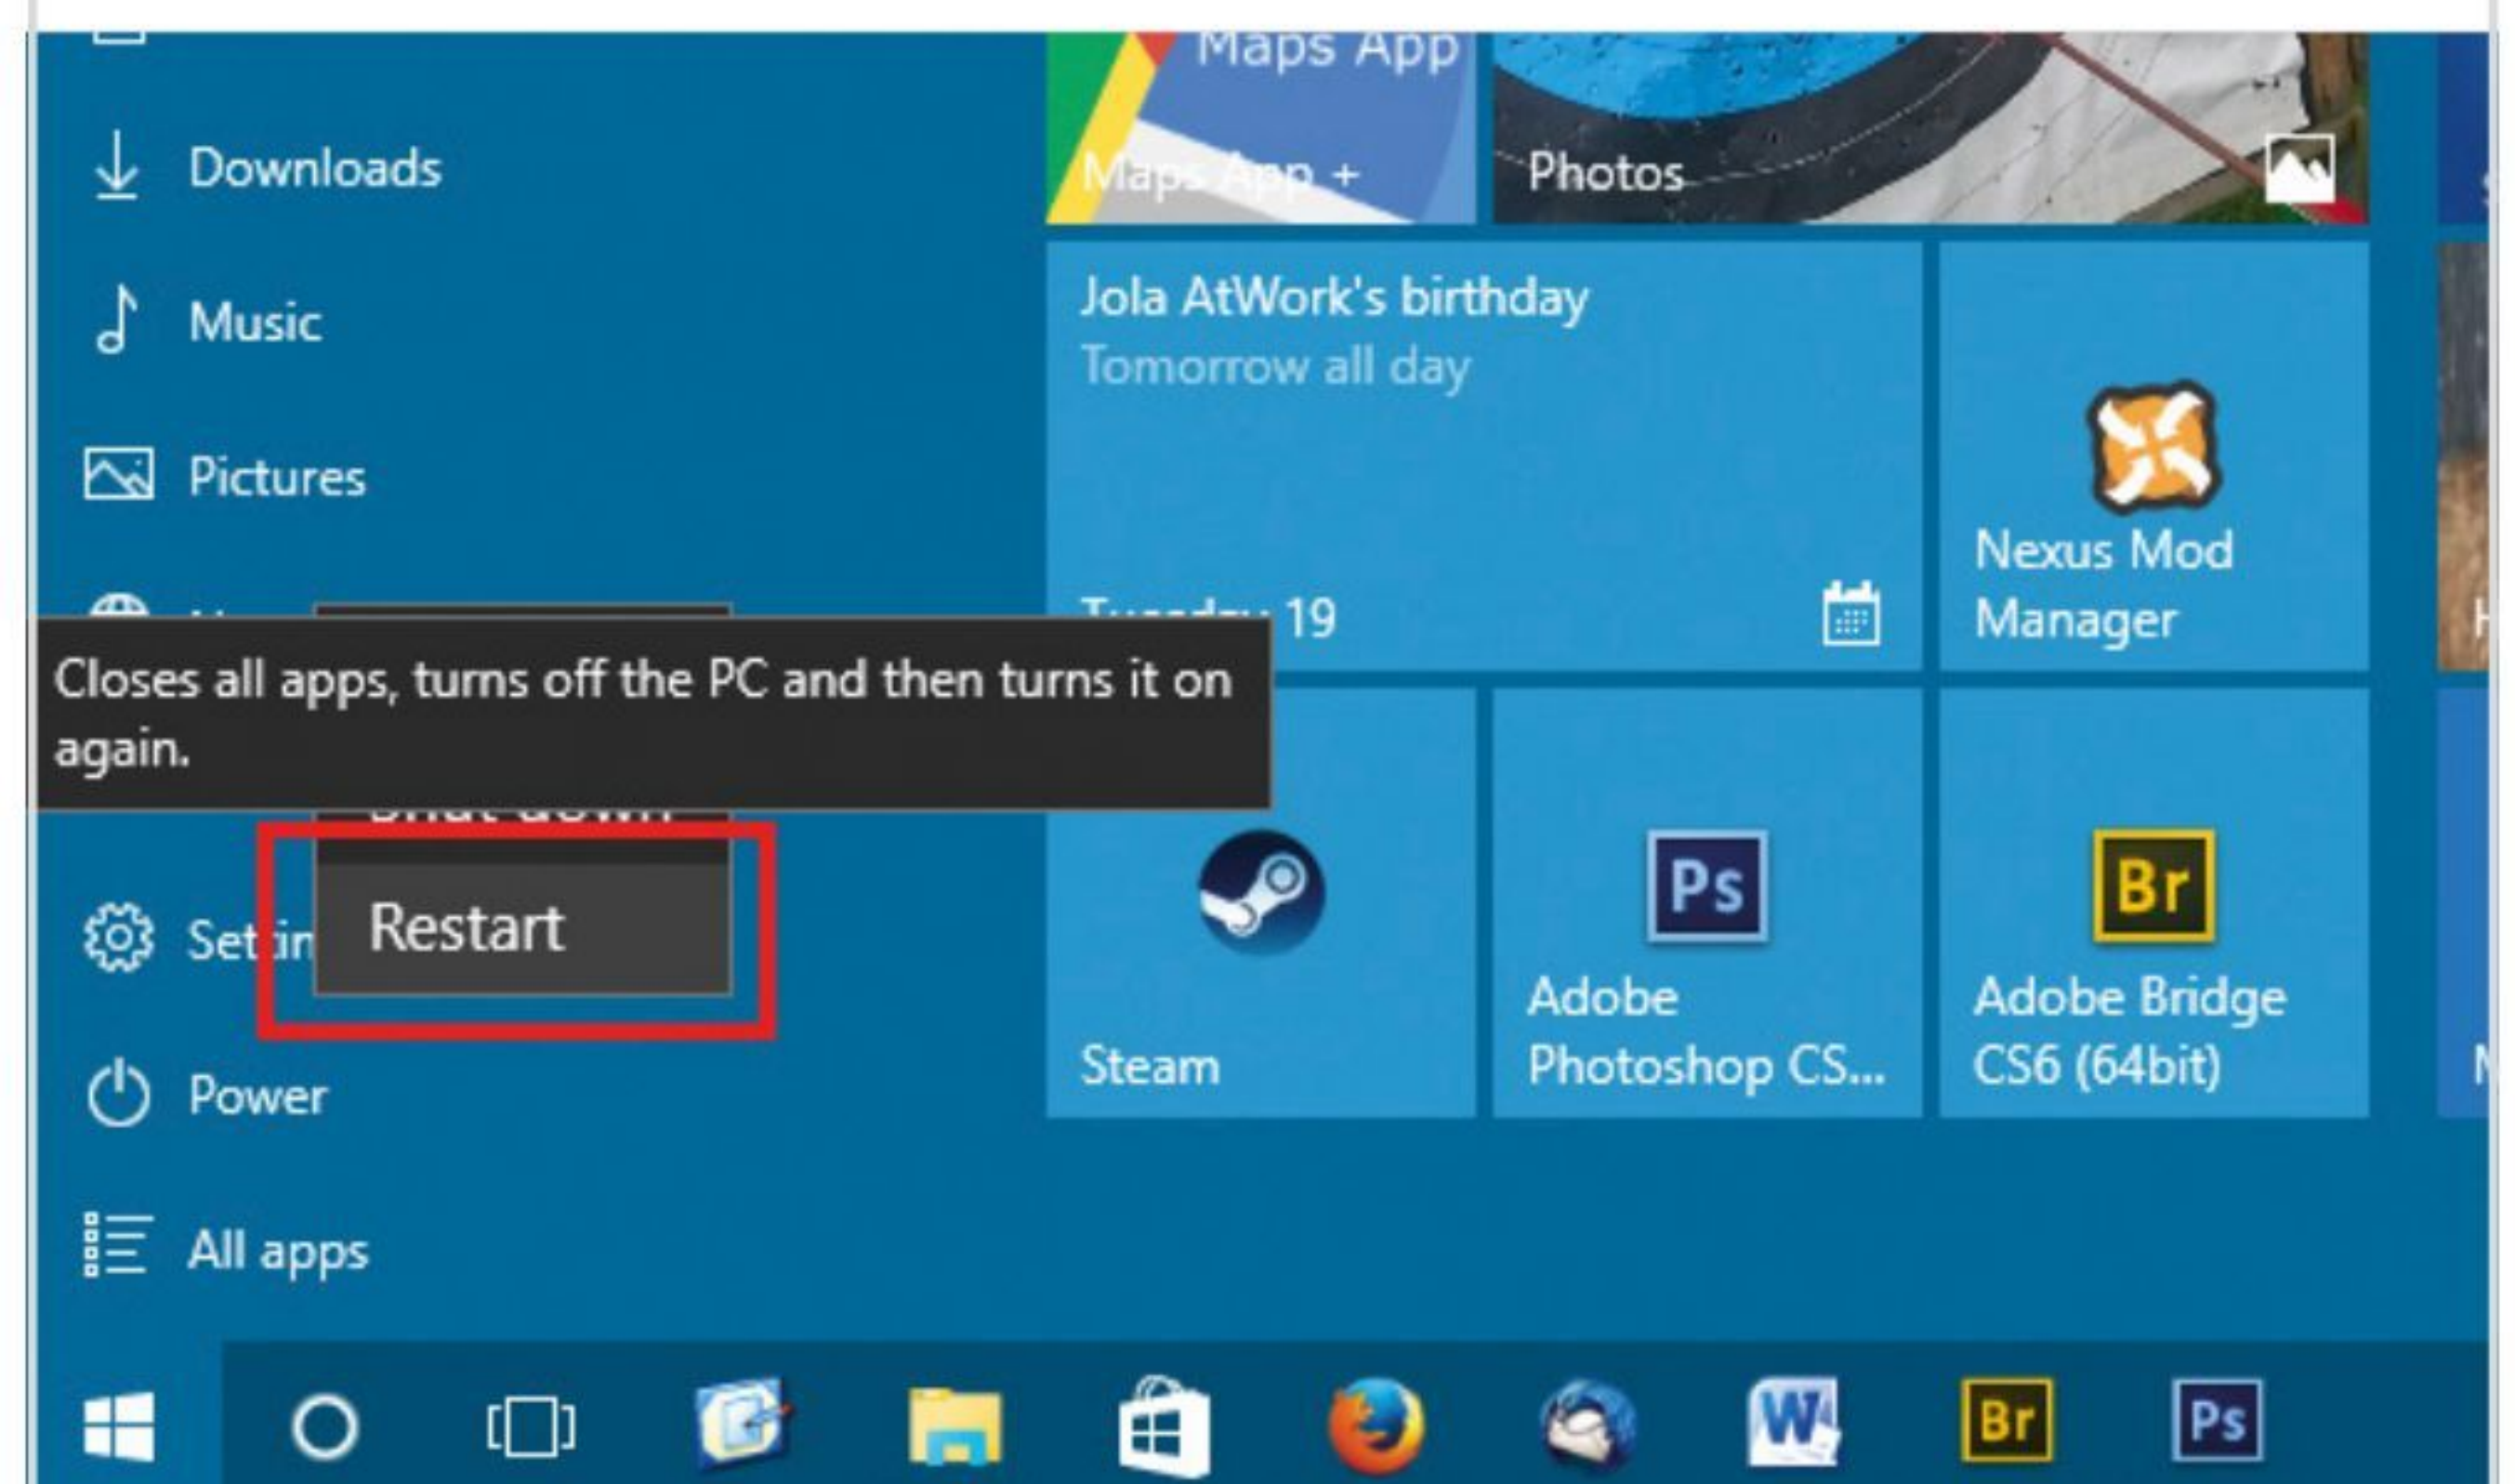 Downloads
Music
Pictures
Closes all apps, turns off the PC and then turns it on
again.
Restart
Power
All apps
Maps App
Maps App +
Photos
Jola AtWork's birthday
Tomorrow all day
19
Nexus Mod
Manager
Steam
Ps
Adobe
Photoshop CS...
Br
Adobe Bridge
CS6 (64bit)
W
Br
Ps